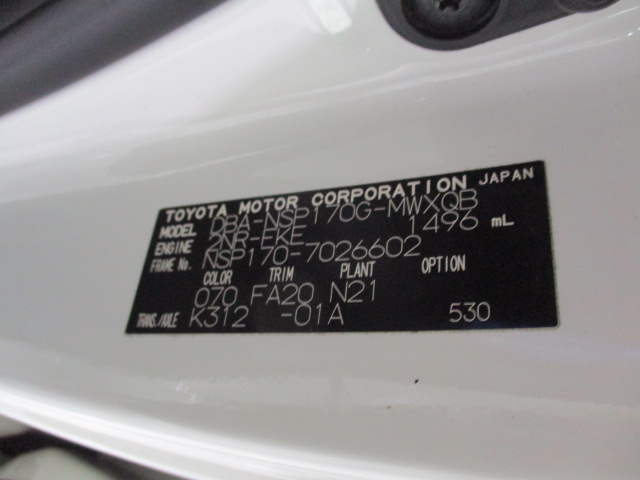 TOYOTA MOTOR CORPORATION JAPAN
MODEL DBA-NSP170G-MWXQB
ENGINE 2NR-FKE 1496 mL
FRAME No. NSP170-7026602
COLOR TRIM PLANT OPTION
070 FA20 N21
TRANS./AXLE K312 -01A 530